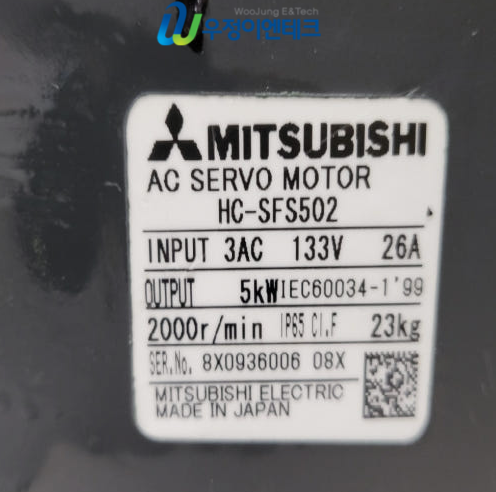 WooJung E&Tech
우정이앤테크
MITSUBISHI
AC SERVO MOTOR
HC-SFS502
INPUT 3AC 133V 26A
OUTPUT 5kW IEC60034-1'99
2000r/min IP65 Cl.F 23kg
SER.No. 8X0936006 08X
MITSUBISHI ELECTRIC
MADE IN JAPAN